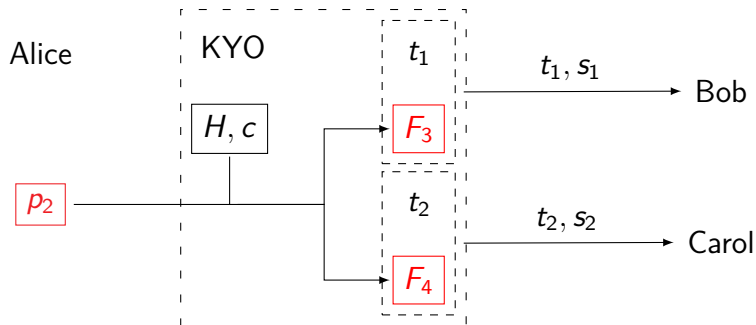 Alice
KYO
t₁
t₁, s₁
Bob
H, c
F₃
p₂
t₂
t₂, s₂
Carol
F₄